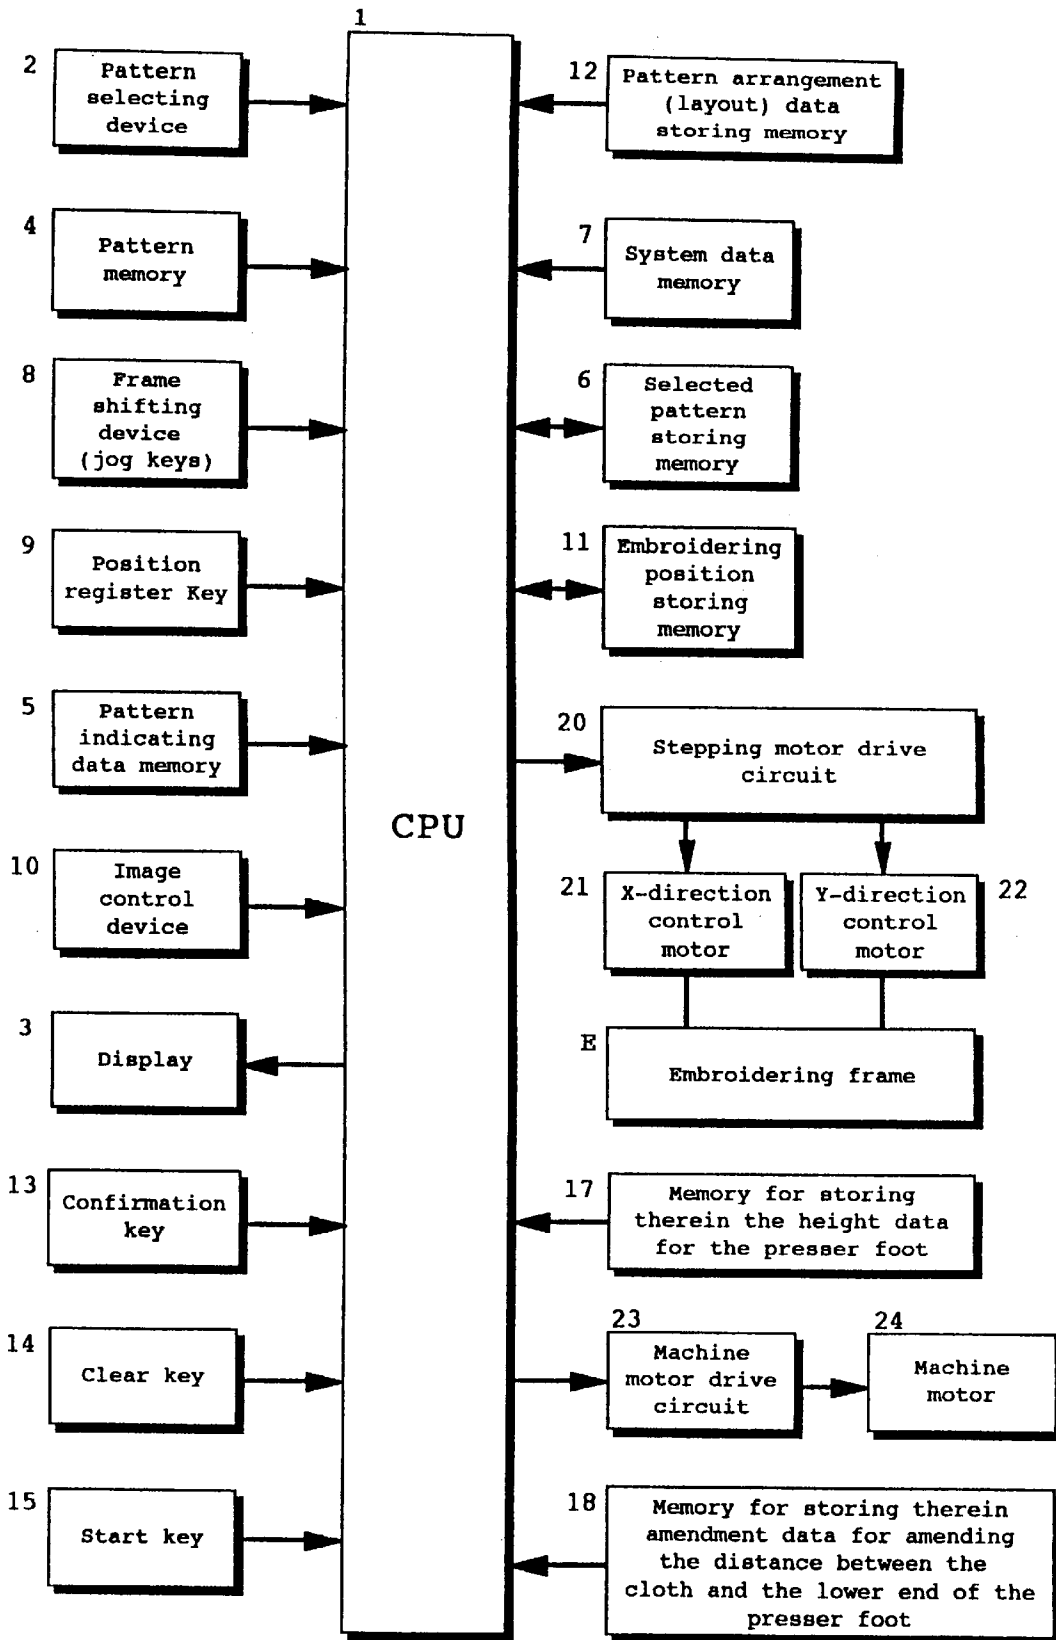 1
2
Pattern
selecting
device
4
Pattern
memory
8
Frame
shifting
device
(jog keys)
9
Position
register Key
5
Pattern
indicating
data memory
10
Image
control
device
3
Display
13
Confirmation
key
14
Clear key
15
Start key
CPU
12
Pattern arrangement
(layout) data
storing memory
7
System data
memory
6
Selected
pattern
storing
memory
11
Embroidering
position
storing
memory
20
Stepping motor drive
circuit
21
X-direction
control
motor
Y-direction
control
motor
22
E
Embroidering frame
17
Memory for storing
therein the height data
for the presser foot
23
Machine
motor drive
circuit
24
Machine
motor
18
Memory for storing therein
amendment data for amending
the distance between the
cloth and the lower end of the
presser foot